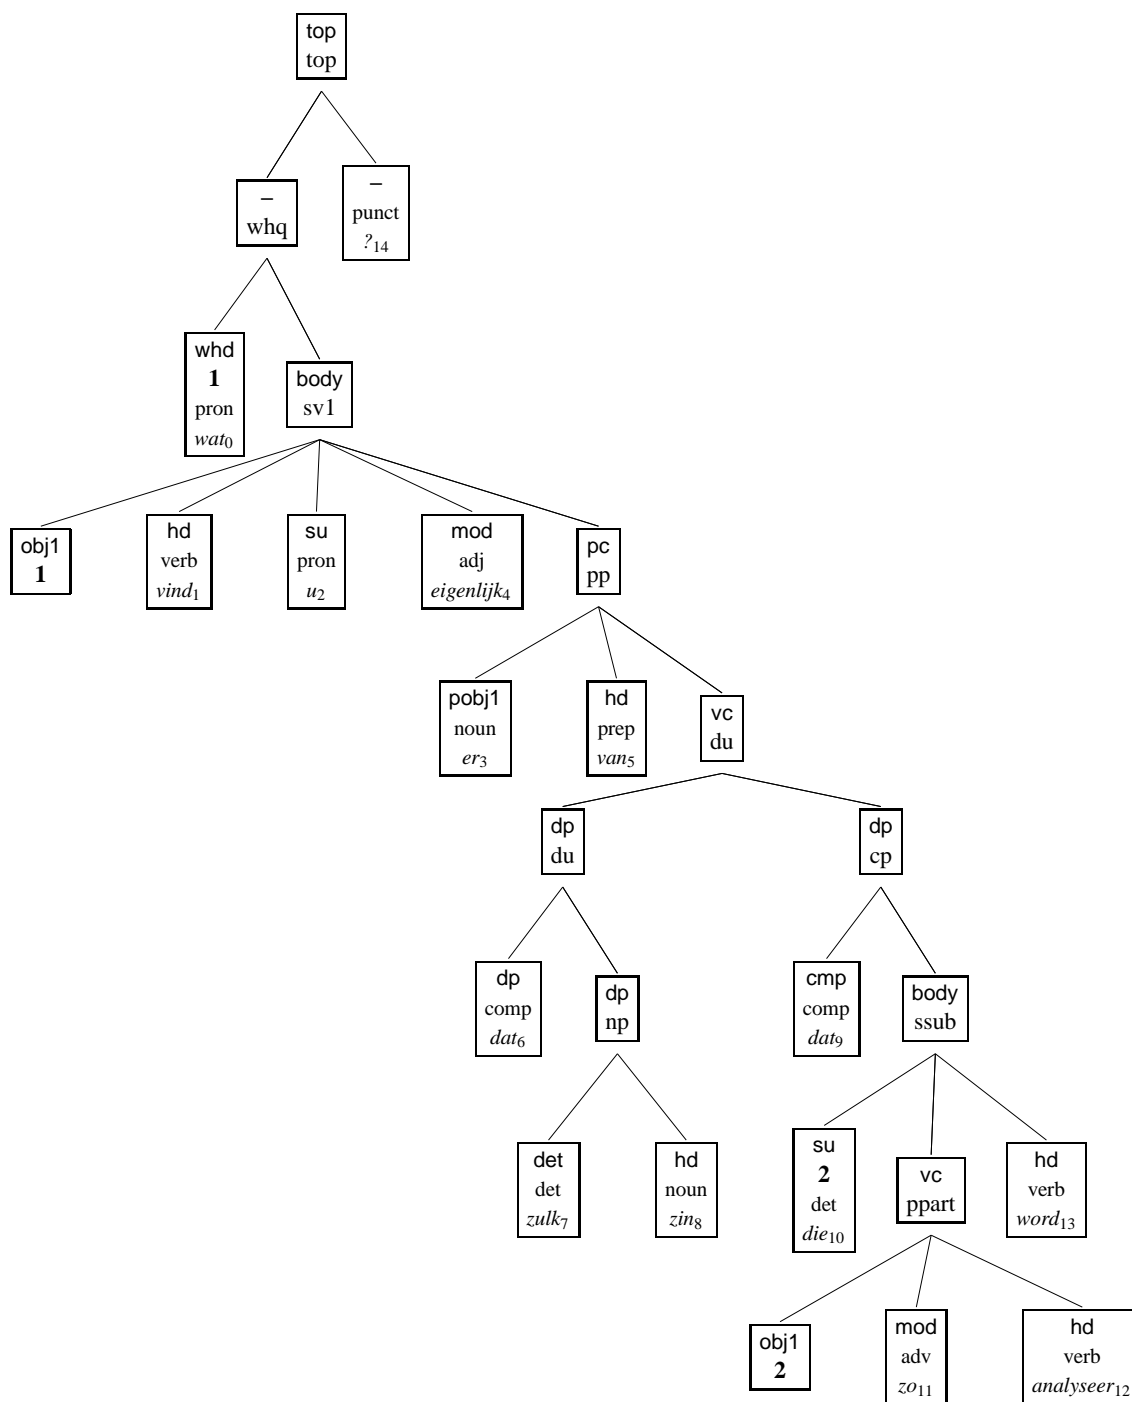 top
top
–
whq
–
punct
?14
whd
1
pron
wat0
body
sv1
obj1
1
hd
verb
vind1
su
pron
u2
mod
adj
eigenlijk4
pc
pp
pobj1
noun
er3
hd
prep
van5
vc
du
dp
du
dp
cp
dp
comp
dat6
dp
np
cmp
comp
dat9
body
ssub
det
det
zulk7
hd
noun
zin8
su
2
det
die10
vc
ppart
hd
verb
word13
obj1
2
mod
adv
zo11
hd
verb
analyseer12